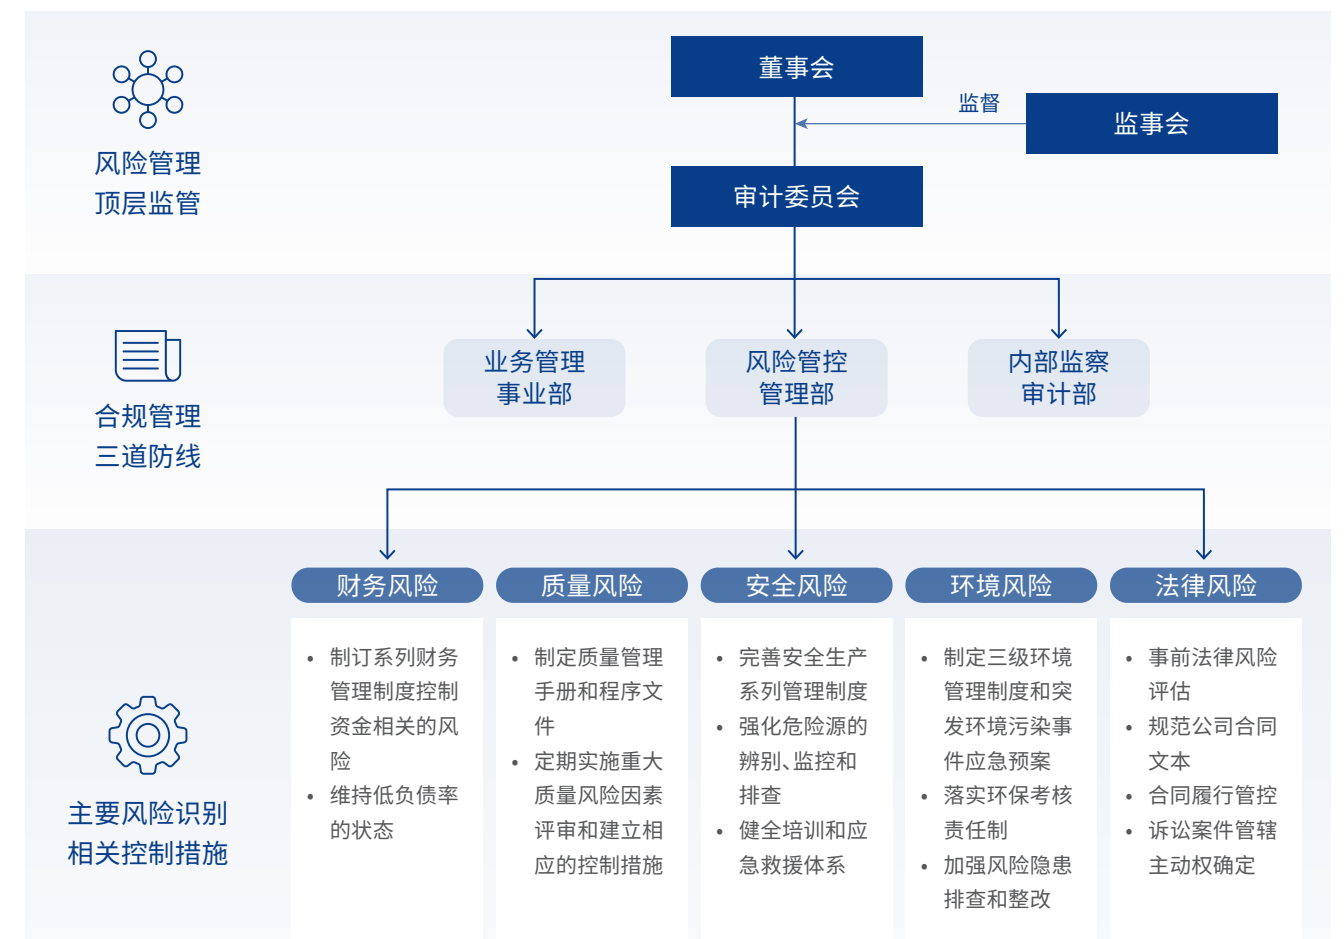 风险管理
顶层监管
董事会
监督
监事会
审计委员会
合规管理
三道防线
业务管理
事业部
风险管控
管理部
内部监察
审计部
主要风险识别
相关控制措施
财务风险
• 制订系列财务
管理制度控制
资金相关的风
险
• 维持低负债率
的状态
质量风险
• 制定质量管理
手册和程序文
件
• 定期实施重大
质量风险因素
评审和建立相
应的控制措施
安全风险
• 完善安全生产
系列管理制度
• 强化危险源的
辨别、监控和
排查
• 健全培训和应
急救援体系
环境风险
• 制定三级环境
管理制度和突
发环境污染事
件应急预案
• 落实环保考核
责任制
• 加强风险隐患
排查和整改
法律风险
• 事前法律风险
评估
• 规范公司合同
文本
• 合同履行管控
• 诉讼案件管辖
主动权确定